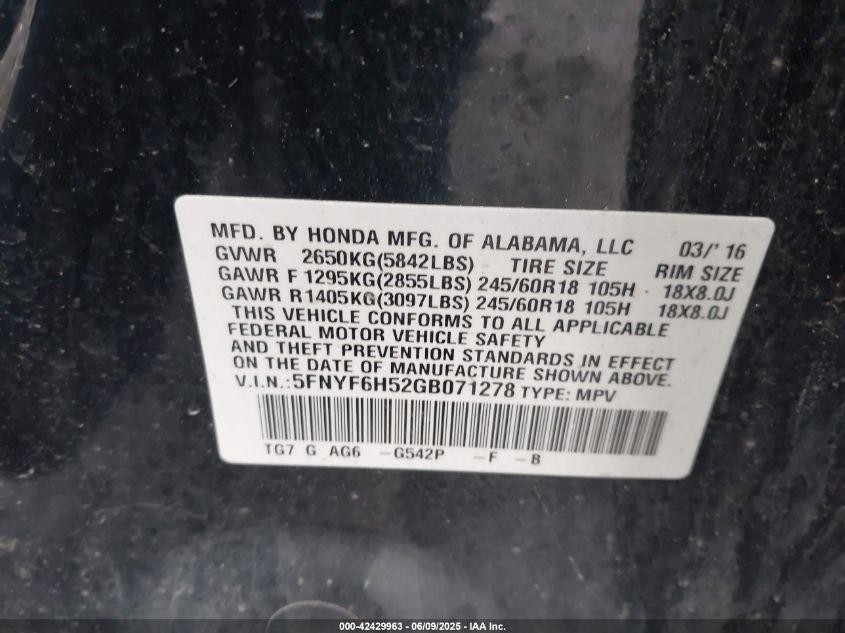 MFD. BY HONDA MFG. OF ALABAMA, LLC 03/'16
GVWR 2650KG(5842LBS) TIRE SIZE RIM SIZE
GAWR F 1295KG(2855LBS) 245/60R18 105H · 18X8.0J
GAWR R 1405KG(3097LBS) 245/60R18 105H 18X8.0J
THIS VEHICLE CONFORMS TO ALL APPLICABLE
FEDERAL MOTOR VEHICLE SAFETY
AND THEFT PREVENTION STANDARDS IN EFFECT
ON THE DATE OF MANUFACTURE SHOWN ABOVE.
V.I.N.:5FNYF6H52GB071278 TYPE: MPV
TG7 G AG6 -G542P -F -B
000-42429963 - 06/09/2025 - IAA Inc.